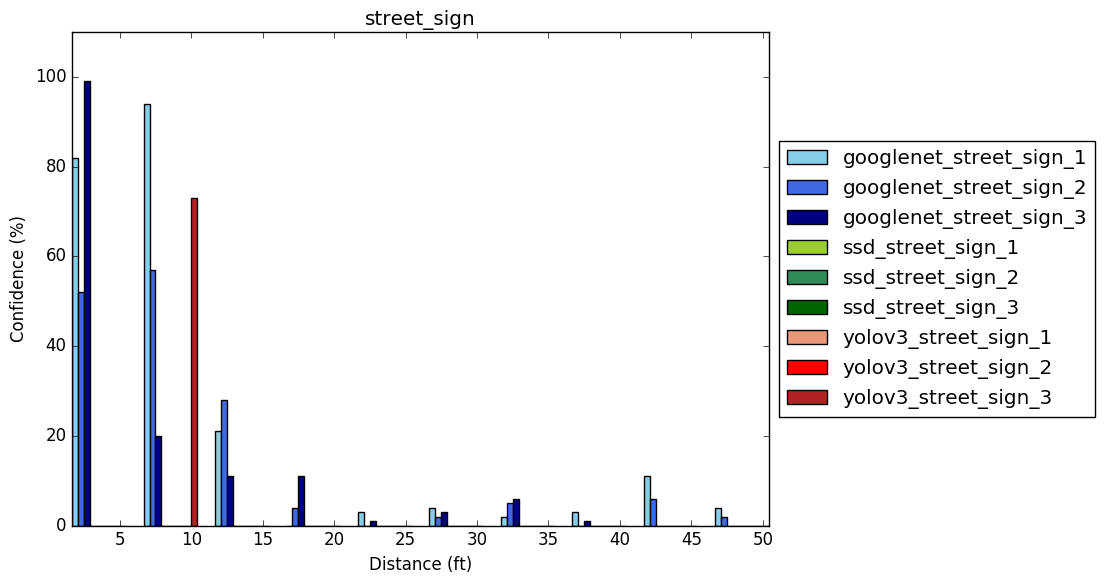 street_sign
Confidence (%)
100
80
60
40
20
0
5 10 15 20 25 30 35 40 45 50
Distance (ft)
googlenet_street_sign_1
googlenet_street_sign_2
googlenet_street_sign_3
ssd_street_sign_1
ssd_street_sign_2
ssd_street_sign_3
yolov3_street_sign_1
yolov3_street_sign_2
yolov3_street_sign_3